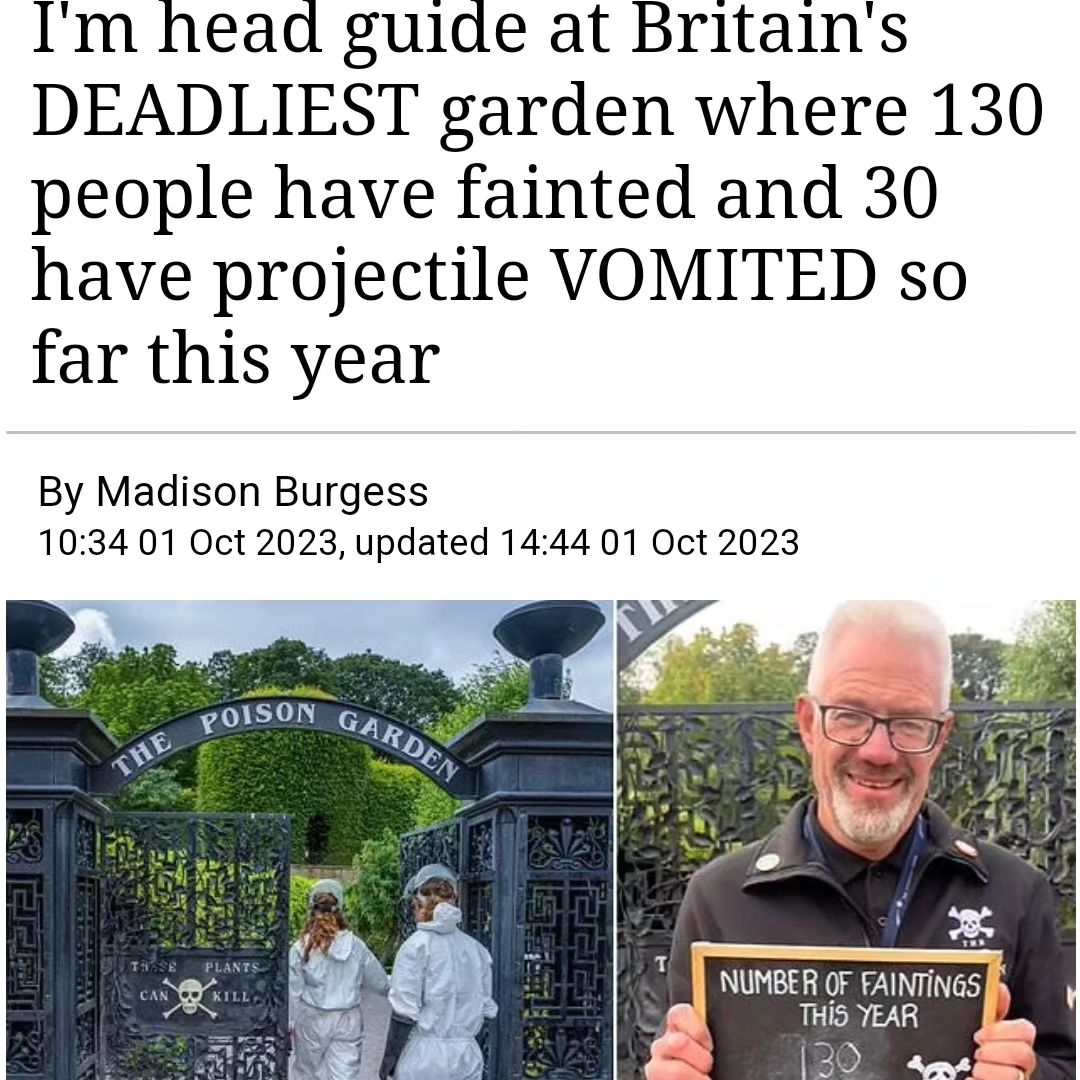 I'm head guide at Britain's
DEADLIEST garden where 130
people have fainted and 30
have projectile VOMITED so
far this year
By Madison Burgess
10:34 01 Oct 2023, updated 14:44 01 Oct 2023
THE POISON GARDEN
THESE PLANTS
CAN KILL
NUMBER OF FAINTINGS
THiS YEAR
130